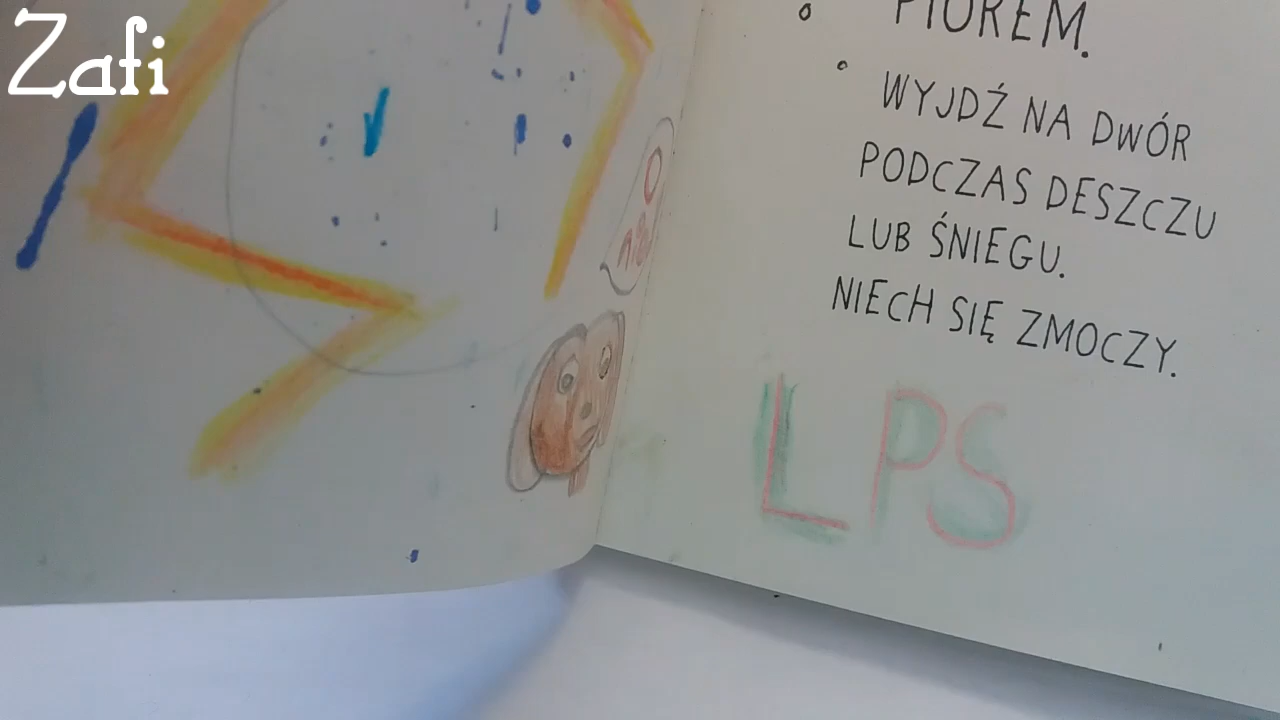 Zafi
PIÓREM.
WYJDŹ NA DWÓR
PODCZAS DESZCZU
LUB ŚNIEGU.
NIECH SIĘ ZMOCZY.
LPS